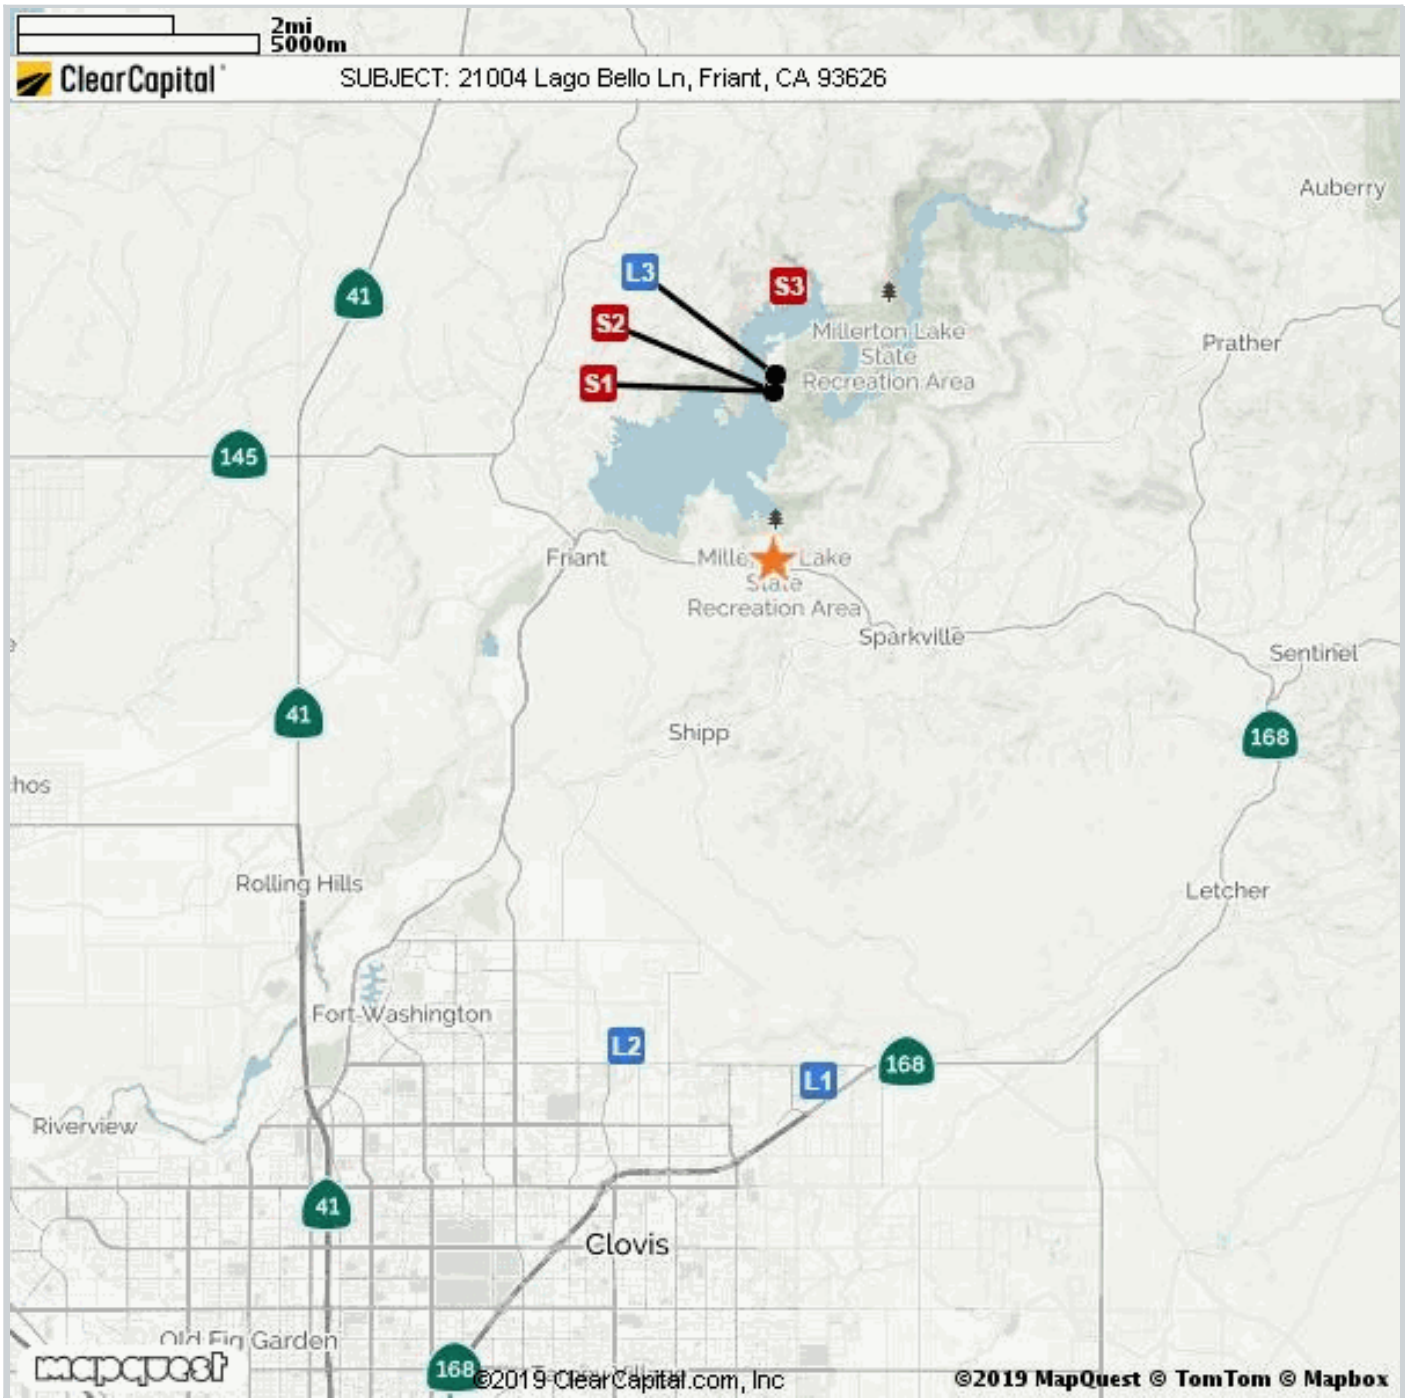 2mi
5000m
ClearCapital
SUBJECT: 21004 Lago Bello Ln, Friant, CA 93626
Auberry
L3
S3
41
S2
Millerton Lake
State
Recreation Area
Prather
S1
145
Friant
Mille
Lake
State
Recreation Area
Sparkville
Sentinel
41
Shipp
168
hos
Rolling Hills
Letcher
Fort Washington
L2
168
L1
Riverview
41
Clovis
Old Fig Garden
mapquest
168
©2019 ClearCapital.com, Inc
©2019 MapQuest © TomTom © Mapbox